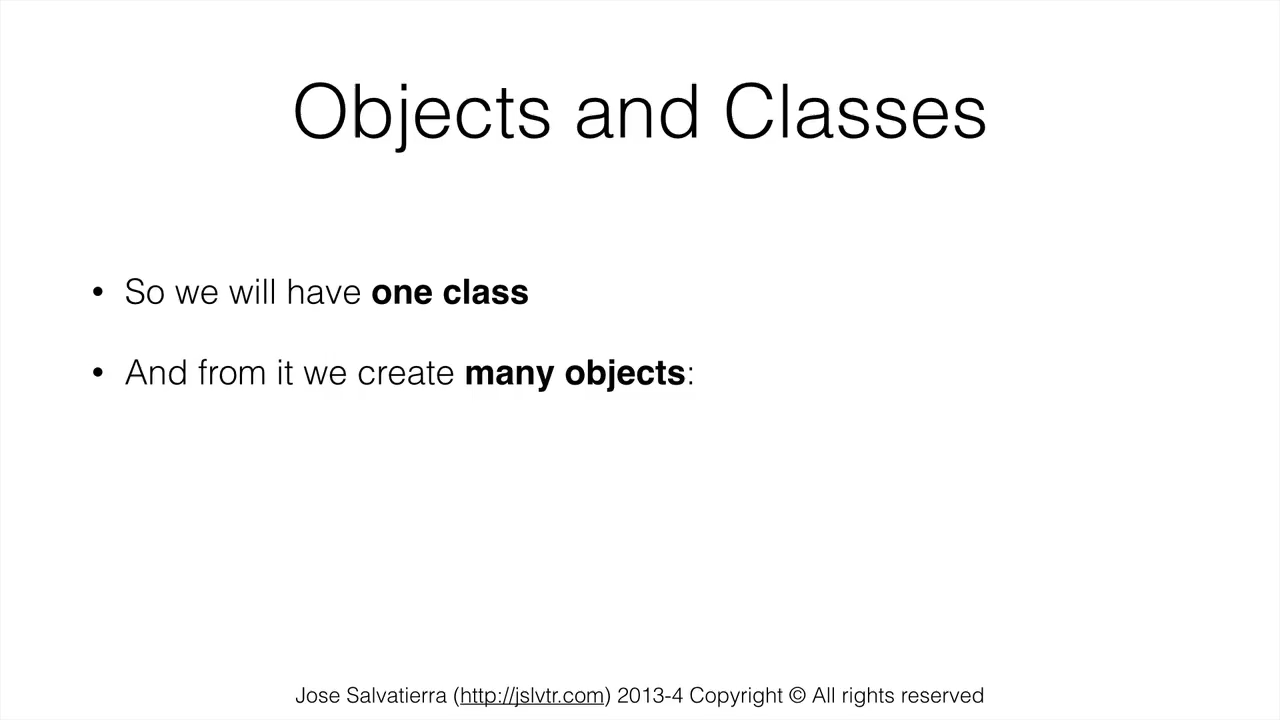 Objects and Classes
• So we will have one class
• And from it we create many objects:
Jose Salvatierra (http://jslvtr.com) 2013-4 Copyright © All rights reserved